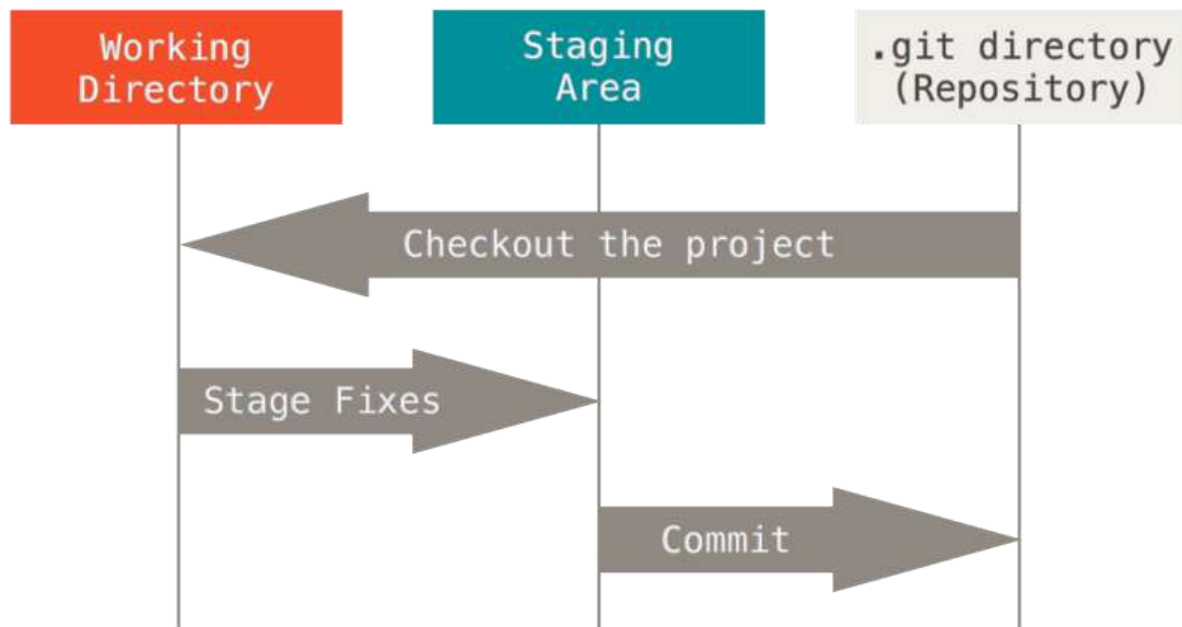 Working
Directory
Staging
Area
.git directory
(Repository)
Checkout the project
Stage Fixes
Commit